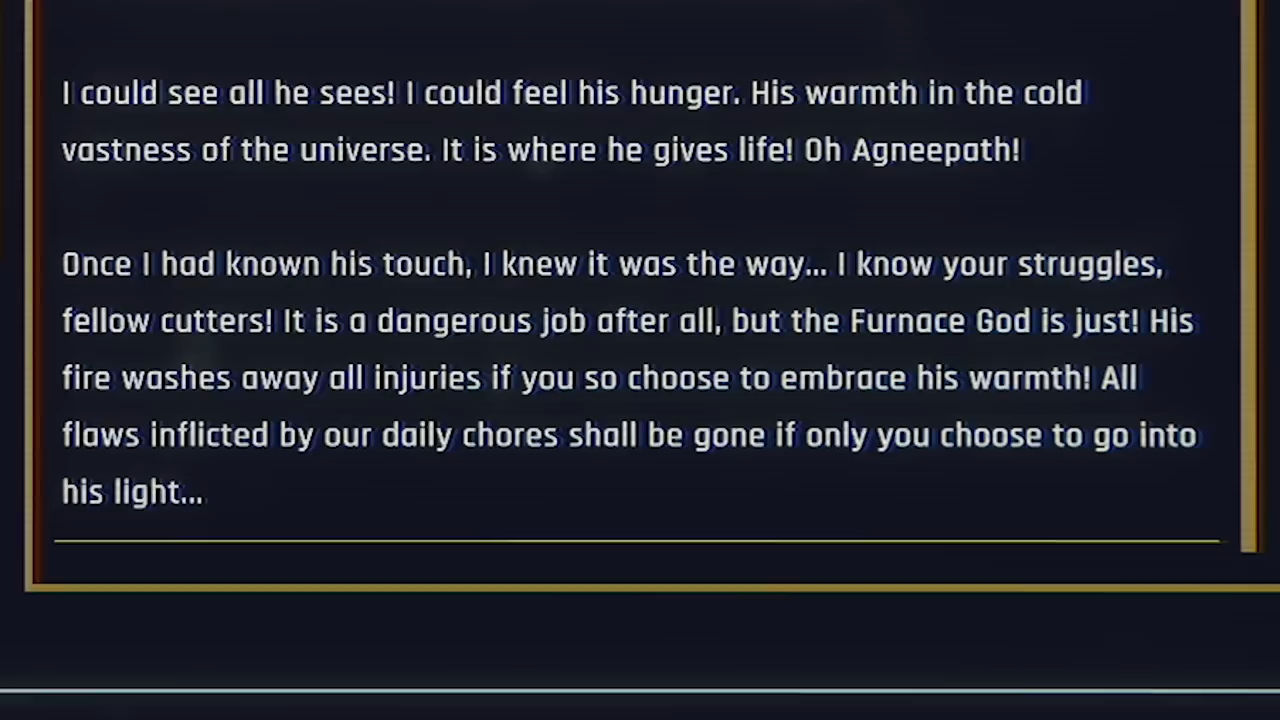 I could see all he sees! I could feel his hunger. His warmth in the cold
vastness of the universe. It is where he gives life! Oh Agneepath!
Once I had known his touch, I knew it was the way... I know your struggles,
fellow cutters! It is a dangerous job after all, but the Furnace God is just! His
fire washes away all injuries if you so choose to embrace his warmth! All
flaws inflicted by our daily chores shall be gone if only you choose to go into
his light...